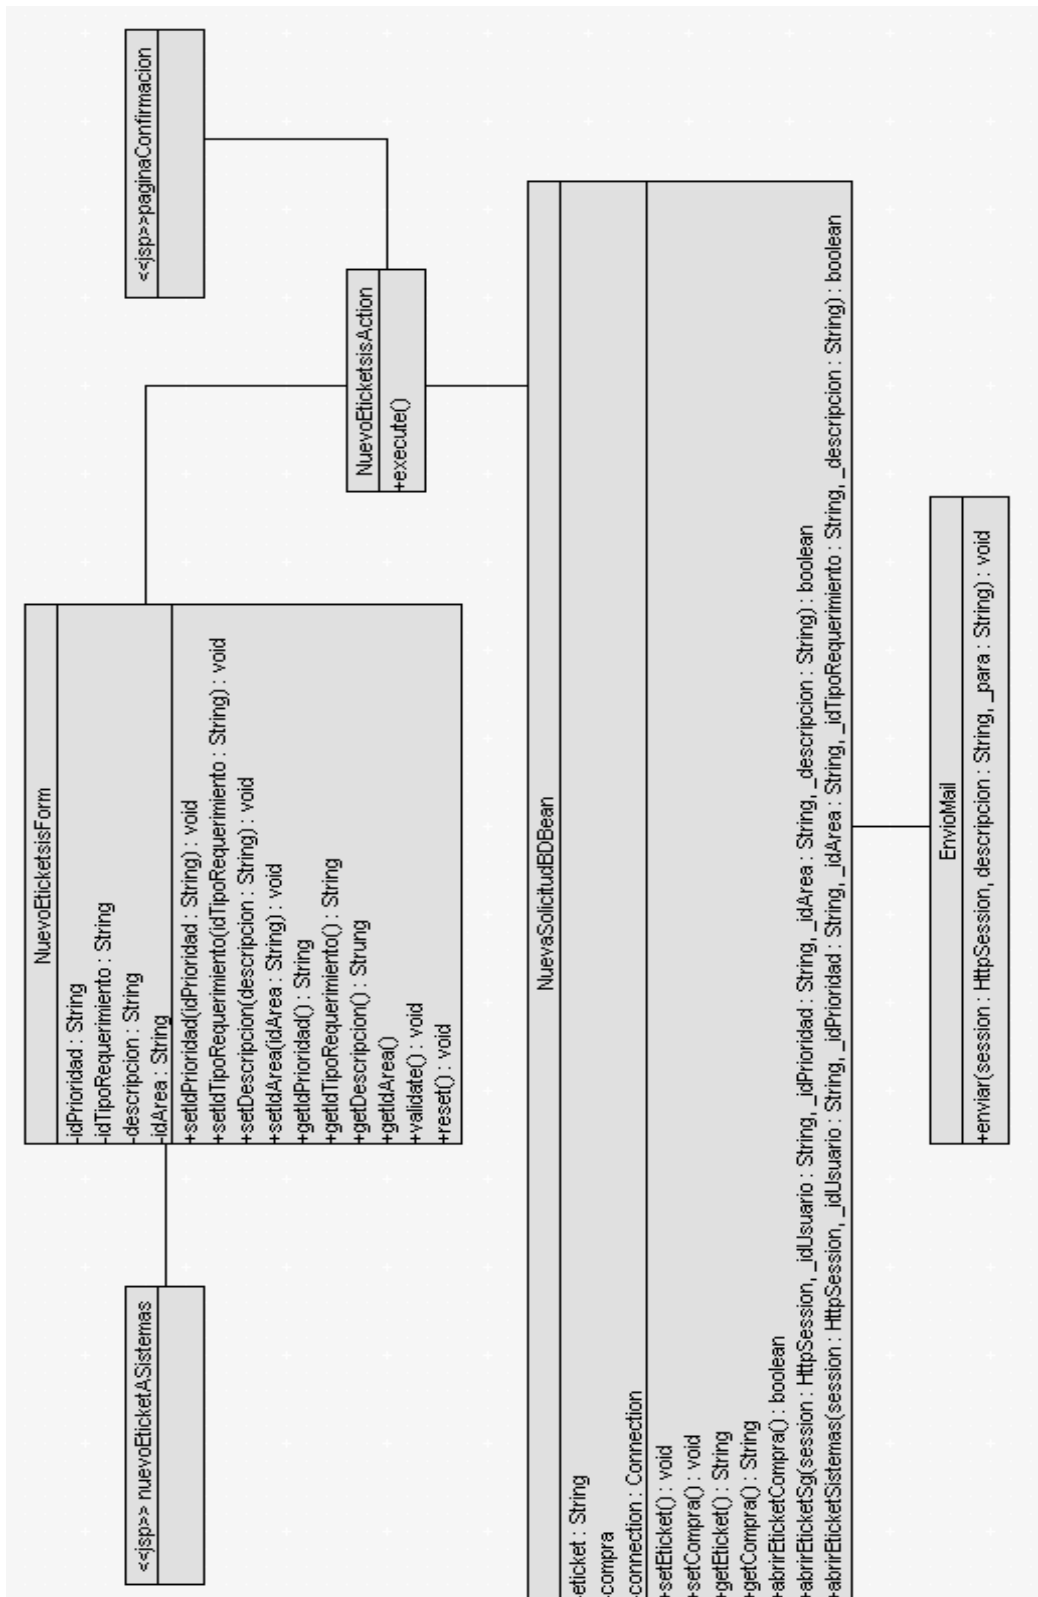 <<jsp>> nuevoEticketASistemas
NuevoEticketsisForm
-idPrioridad : String
-idTipoRequerimiento : String
-descripcion : String
-idArea : String
+setIdPrioridad(idPrioridad : String) : void
+setIdTipoRequerimiento(idTipoRequerimiento : String) : void
+setDescripcion(descripcion : String) : void
+setIdArea(idArea : String) : void
+getIdPrioridad() : String
+getIdTipoRequerimiento() : String
+getDescripcion() : Strung
+getIdArea()
+validate() : void
+reset() : void
<<jsp>>paginaConfirmacion
NuevoEticketsisAction
+execute()
NuevaSolicitudBDBean
-eticket : String
-compra
-connection : Connection
+setEticket() : void
+setCompra() : void
+getEticket() : String
+getCompra() : String
+abrirEticketCompra() : boolean
+abrirEticketSg(session : HttpSession, _idUsuario : String, _idPrioridad : String, _idArea : String, _descripcion : String) : boolean
+abrirEticketSistemas(session : HttpSession, _idUsuario : String, _idPrioridad : String, _idArea : String, _idTipoRequerimiento : String, _descripcion : String) : boolean
EnvioMail
+enviar(session : HttpSession, descripcion : String, _para : String) : void